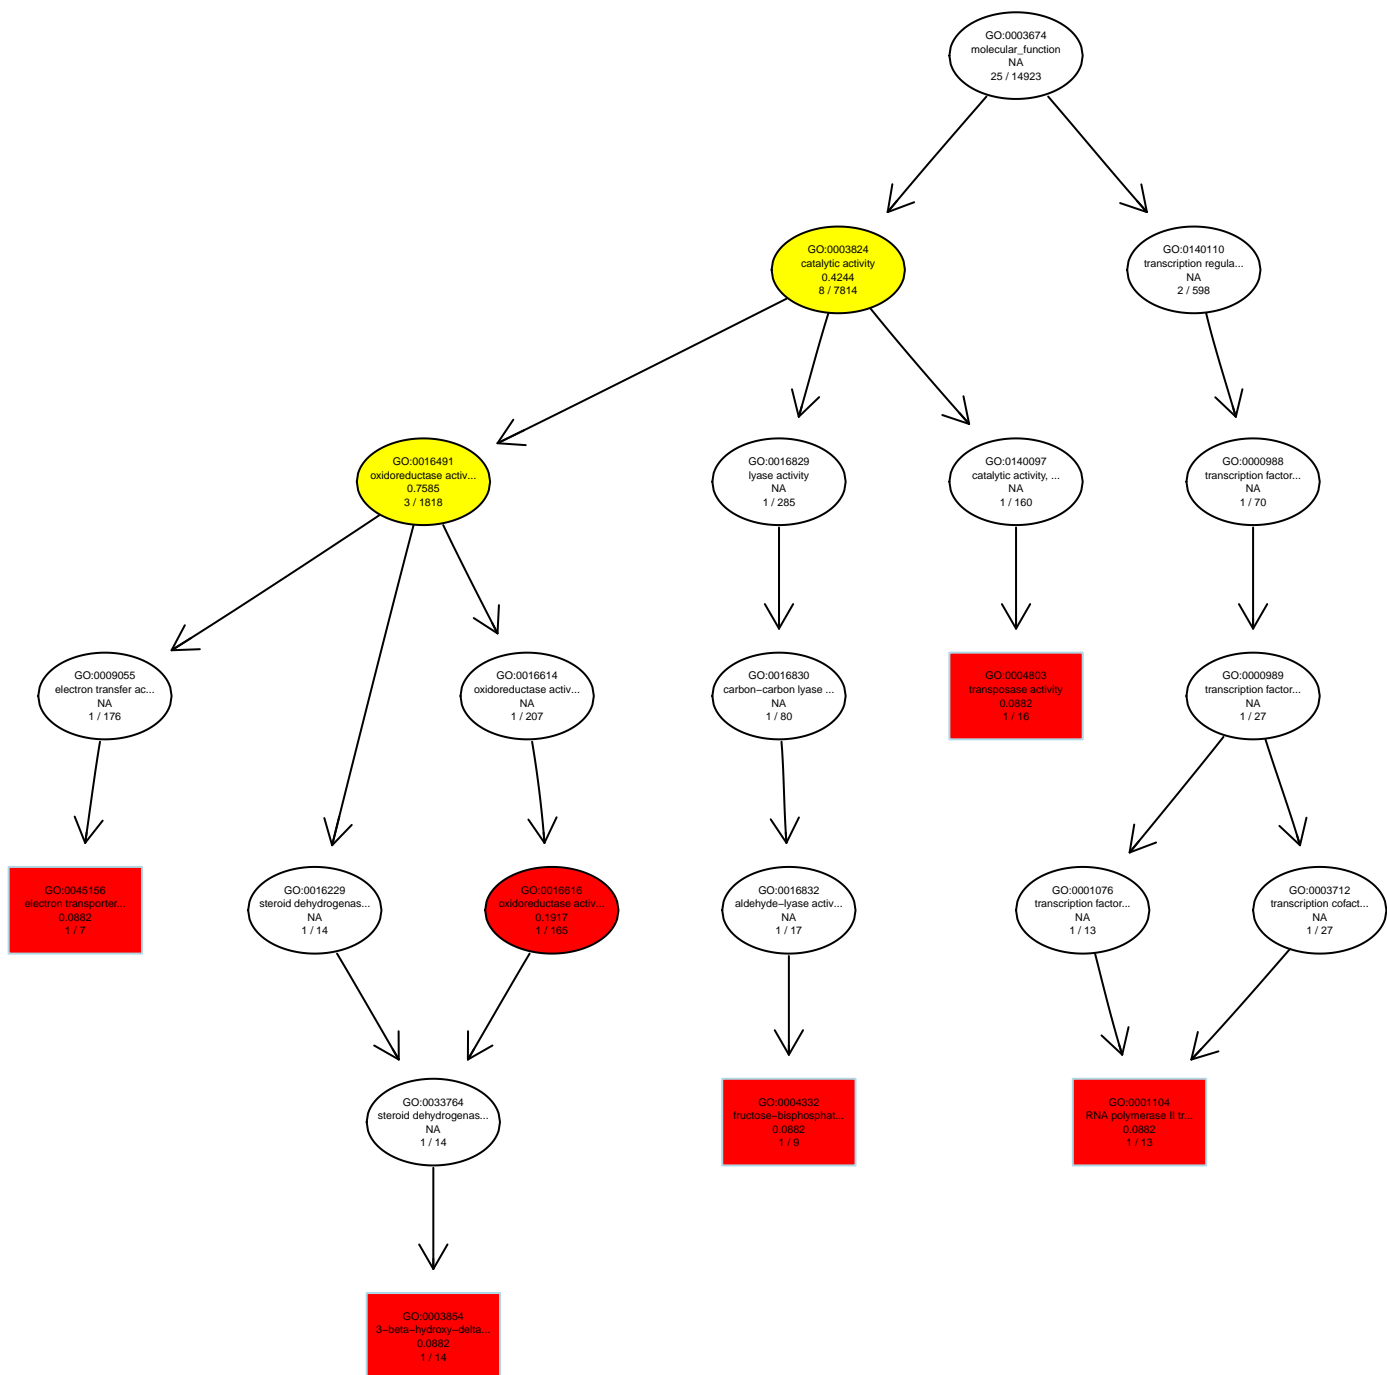 GO:0003674
molecular_function
NA
25 / 14923
GO:0003824
catalytic activity
0.4244
8 / 7814
GO:0140110
transcription regula...
NA
2 / 598
GO:0016491
oxidoreductase activ...
0.7585
3 / 1818
GO:0016829
lyase activity
NA
1 / 285
GO:0140097
catalytic activity, ...
NA
1 / 160
GO:0000988
transcription factor...
NA
1 / 70
GO:0009055
electron transfer ac...
NA
1 / 176
GO:0016614
oxidoreductase activ...
NA
1 / 207
GO:0016830
carbon−carbon lyase ...
NA
1 / 80
GO:0004803
transposase activity
0.0882
1 / 16
GO:0000989
transcription factor...
NA
1 / 27
GO:0045156
electron transporter...
0.0882
1 / 7
GO:0016229
steroid dehydrogenas...
NA
1 / 14
GO:0016616
oxidoreductase activ...
0.1917
1 / 165
GO:0016832
aldehyde−lyase activ...
NA
1 / 17
GO:0001076
transcription factor...
NA
1 / 13
GO:0003712
transcription cofact...
NA
1 / 27
GO:0033764
steroid dehydrogenas...
NA
1 / 14
GO:0004332
fructose−bisphosphat...
0.0882
1 / 9
GO:0001104
RNA polymerase II tr...
0.0882
1 / 13
GO:0003854
3−beta−hydroxy−delta...
0.0882
1 / 14